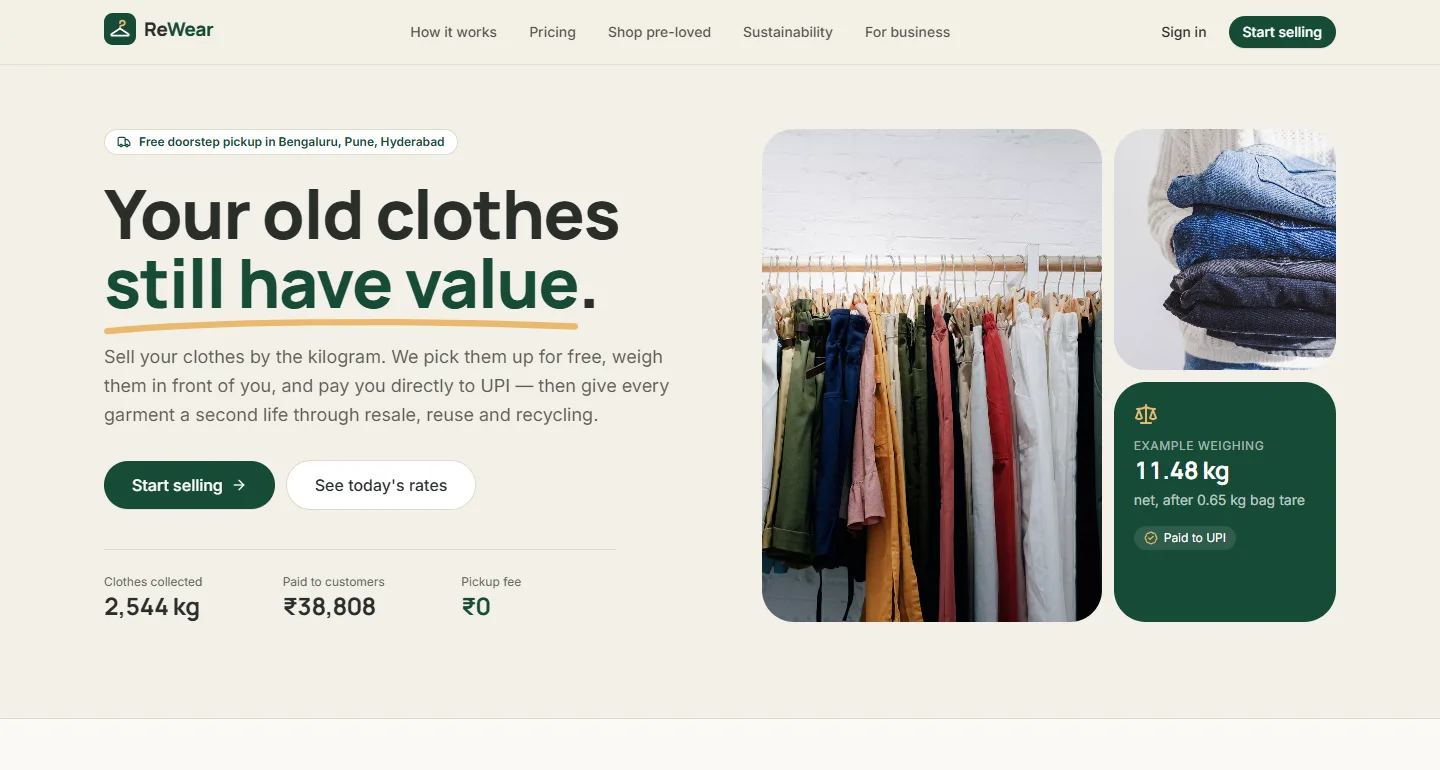 ReWear
How it works
Pricing
Shop pre-loved
Sustainability
For business
Sign in
Start selling
Free doorstep pickup in Bengaluru, Pune, Hyderabad
Your old clothes
still have value.
Sell your clothes by the kilogram. We pick them up for free, weigh
them in front of you, and pay you directly to UPI — then give every
garment a second life through resale, reuse and recycling.
Start selling →
See today's rates
Clothes collected
2,544 kg
Paid to customers
₹38,808
Pickup fee
₹0
EXAMPLE WEIGHING
11.48 kg
net, after 0.65 kg bag tare
Paid to UPI